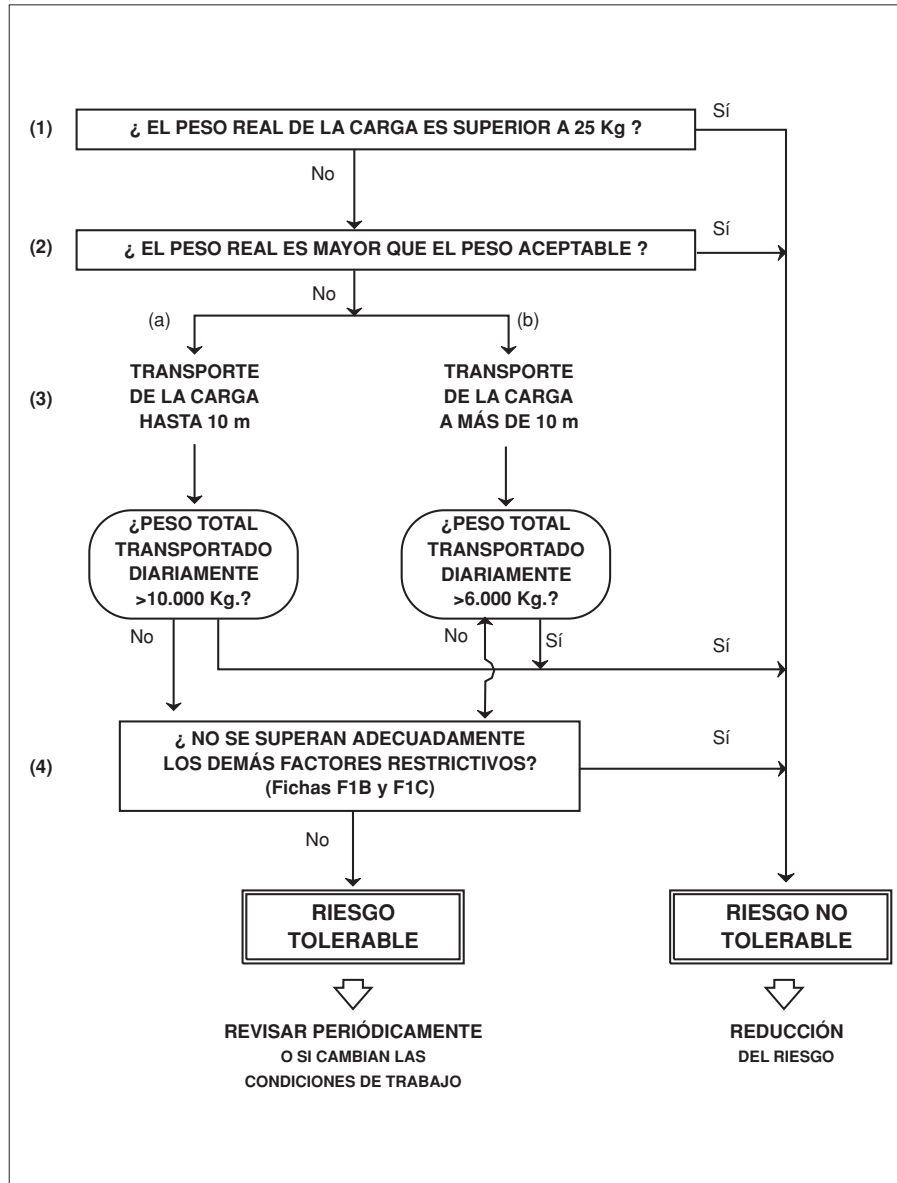 (1)
¿ EL PESO REAL DE LA CARGA ES SUPERIOR A 25 Kg ?
Sí
No
(2)
¿ EL PESO REAL ES MAYOR QUE EL PESO ACEPTABLE ?
Sí
No
(a)
(b)
(3)
TRANSPORTE
DE LA CARGA
HASTA 10 m
TRANSPORTE
DE LA CARGA
A MÁS DE 10 m
¿PESO TOTAL
TRANSPORTADO
DIARIAMENTE
>10.000 Kg.?
¿PESO TOTAL
TRANSPORTADO
DIARIAMENTE
>6.000 Kg.?
No
No
Sí
Sí
(4)
¿ NO SE SUPERAN ADECUADAMENTE
LOS DEMÁS FACTORES RESTRICTIVOS?
(Fichas F1B y F1C)
Sí
No
RIESGO
TOLERABLE
RIESGO NO
TOLERABLE
REVISAR PERIÓDICAMENTE
O SI CAMBIAN LAS
CONDICIONES DE TRABAJO
REDUCCIÓN
DEL RIESGO